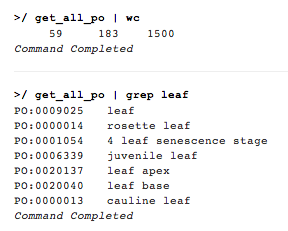 >/ get_all_po | wc
59 183 1500
Command Completed
>/ get_all_po | grep leaf
PO:0009025 leaf
PO:0000014 rosette leaf
PO:0001054 4 leaf senescence stage
PO:0006339 juvenile leaf
PO:0020137 leaf apex
PO:0020040 leaf base
PO:0000013 cauline leaf
Command Completed